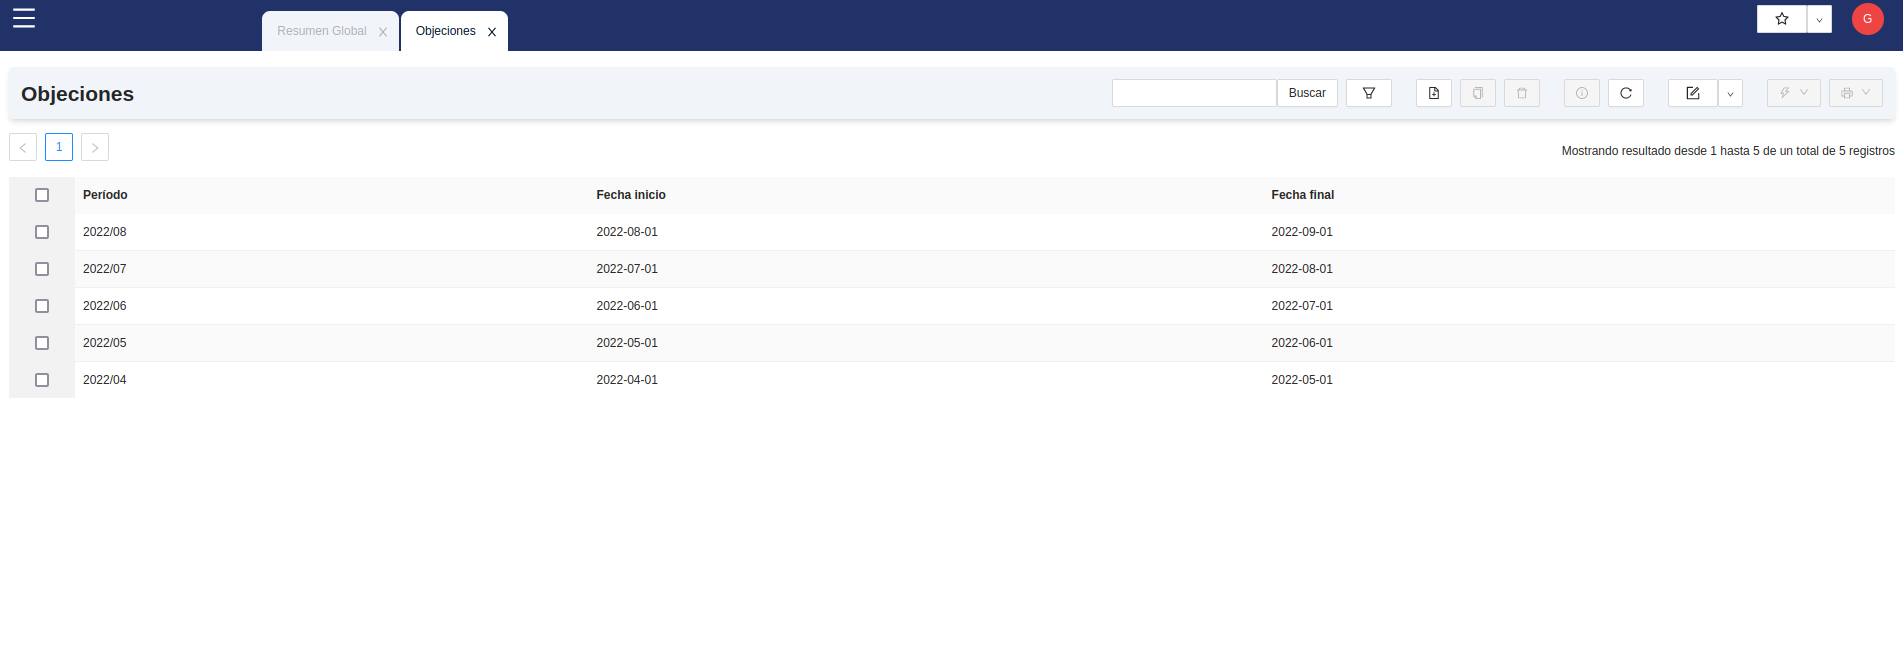 Resumen Global
Objeciones
G
Objeciones
Buscar
1
Mostrando resultado desde 1 hasta 5 de un total de 5 registros
Período Fecha inicio Fecha final
2022/08 2022-08-01 2022-09-01
2022/07 2022-07-01 2022-08-01
2022/06 2022-06-01 2022-07-01
2022/05 2022-05-01 2022-06-01
2022/04 2022-04-01 2022-05-01